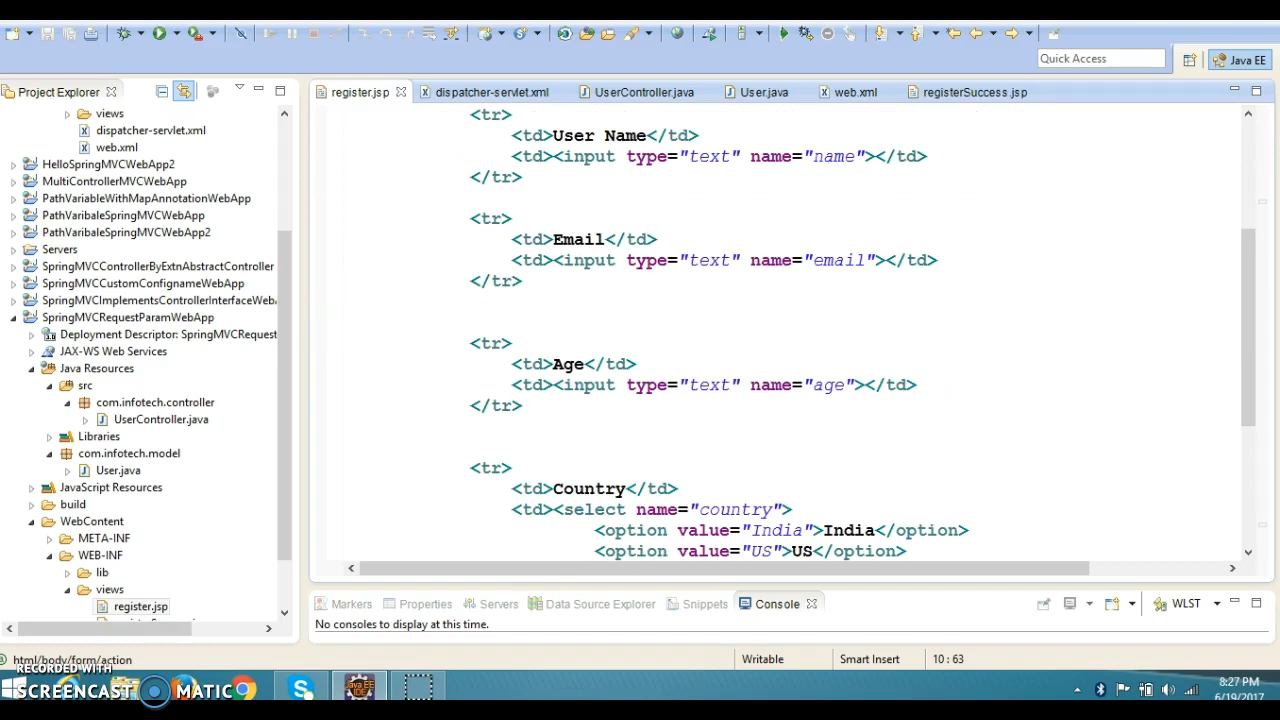 Quick Access
Java EE
Project Explorer
register.jsp
dispatcher-servlet.xml
UserController.java
User.java
web.xml
registerSuccess.jsp
views
dispatcher-servlet.xml
web.xml
HelloSpringMVCWebApp2
MultiControllerMVCWebApp
PathVariableWithMapAnnotationWebApp
PathVaribaleSpringMVCWebApp
PathVaribaleSpringMVCWebApp2
Servers
SpringMVCControllerByExtnAbstractController
SpringMVCCustomConfignameWebApp
SpringMVCImplementsControllerInterfaceWeb
SpringMVCRequestParamWebApp
Deployment Descriptor: SpringMVCRequest
JAX-WS Web Services
Java Resources
src
com.infotech.controller
UserController.java
Libraries
com.infotech.model
User.java
JavaScript Resources
build
WebContent
META-INF
WEB-INF
lib
views
register.jsp
<tr>
<td>User Name</td>
<td><input type="text" name="name"></td>
</tr>
<tr>
<td>Email</td>
<td><input type="text" name="email"></td>
</tr>
<tr>
<td>Age</td>
<td><input type="text" name="age"></td>
</tr>
<tr>
<td>Country</td>
<td><select name="country">
<option value="India">India</option>
<option value="US">US</option>
Markers
Properties
Servers
Data Source Explorer
Snippets
Console
WLST
No consoles to display at this time.
html/body/form/action
Writable
Smart Insert
10 : 63
RECORDED WITH
SCREENCAST MATIC
8:27 PM
6/19/2017